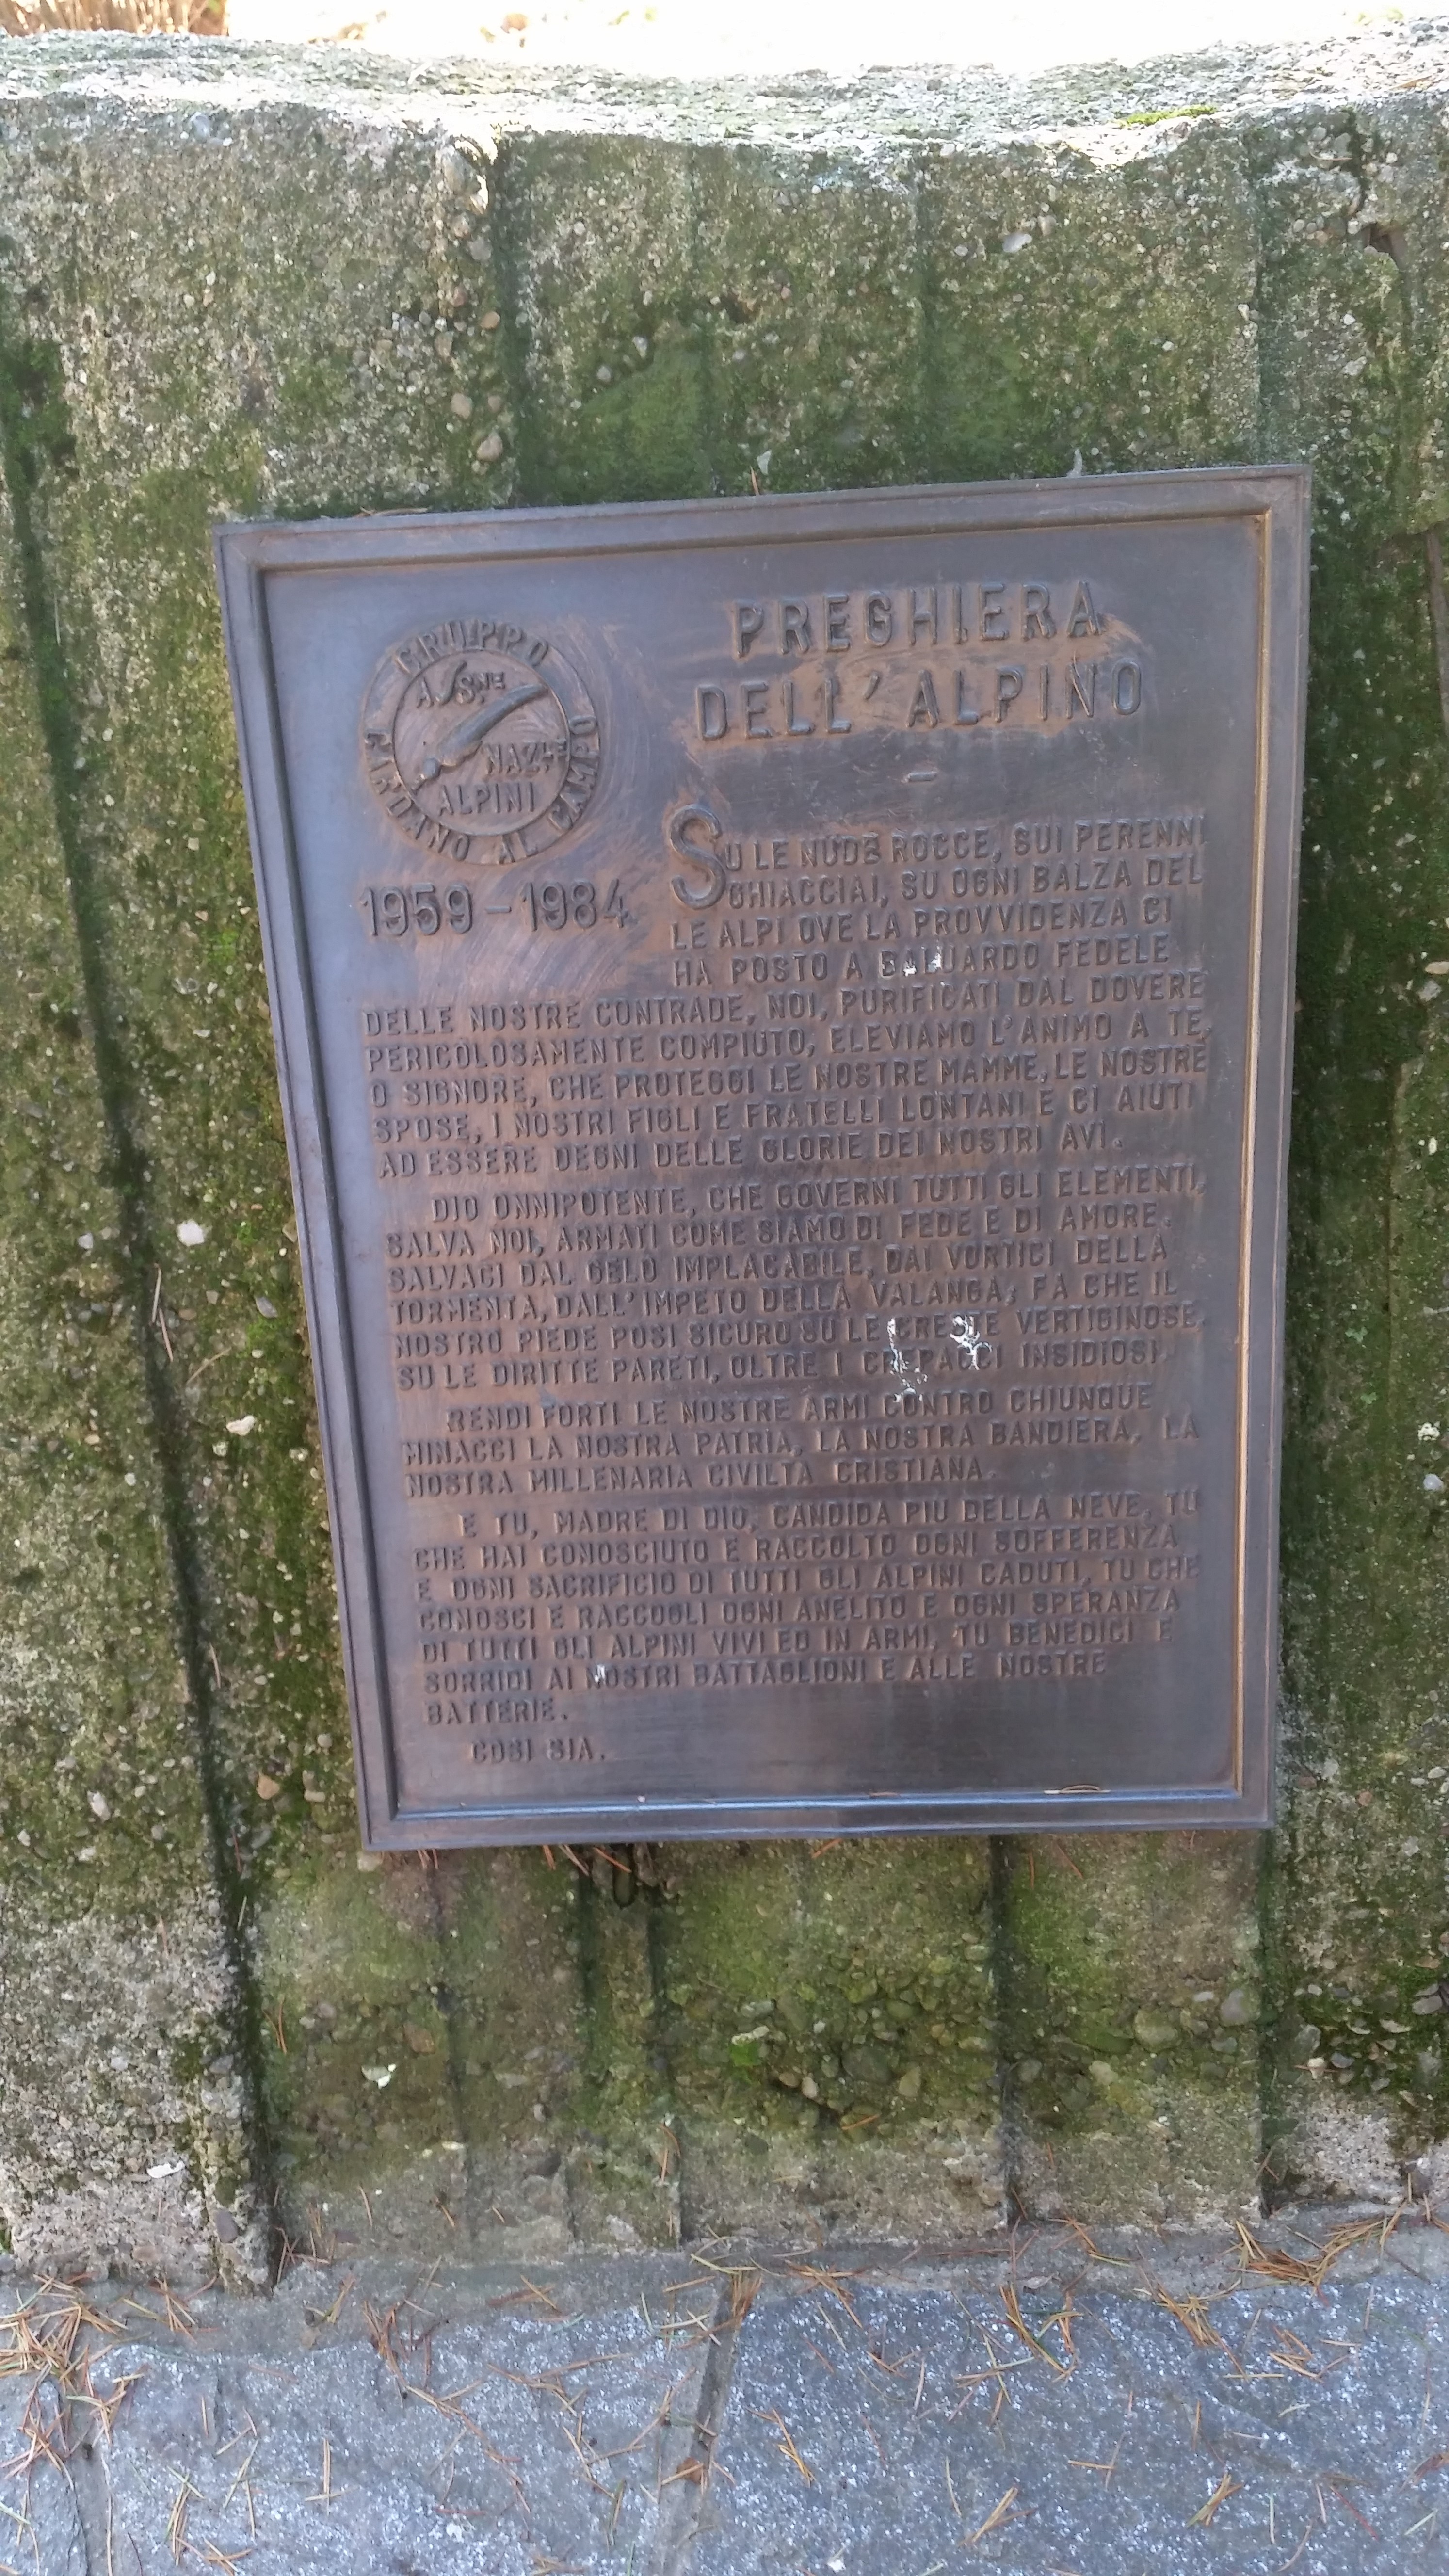 GRUPPO
ASS.NE
NAZ.LE
ALPINI
CARDANO AL CAMPO
1959-1984
PREGHIERA
DELL'ALPINO
-
SU LE NUDE ROCCE, SUI PERENNI
GHIACCIAI, SU OGNI BALZA DEL
LE ALPI OVE LA PROVVIDENZA CI
HA POSTO A BALUARDO FEDELE
DELLE NOSTRE CONTRADE, NOI, PURIFICATI DAL DOVERE
PERICOLOSAMENTE COMPIUTO, ELEVIAMO L'ANIMO A TE,
O SIGNORE, CHE PROTEGGI LE NOSTRE MAMME, LE NOSTRE
SPOSE, I NOSTRI FIGLI E FRATELLI LONTANI E CI AIUTI
AD ESSERE DEGNI DELLE GLORIE DEI NOSTRI AVI.
DIO ONNIPOTENTE, CHE GOVERNI TUTTI GLI ELEMENTI,
SALVA NOI, ARMATI COME SIAMO DI FEDE E DI AMORE.
SALVACI DAL GELO IMPLACABILE, DAI VORTICI DELLA
TORMENTA, DALL'IMPETO DELLA VALANGA; FA CHE IL
NOSTRO PIEDE POSI SICURO SU LE CRESTE VERTIGINOSE,
SU LE DIRITTE PARETI, OLTRE I CREPACCI INSIDIOSI.
RENDI FORTI LE NOSTRE ARMI CONTRO CHIUNQUE
MINACCI LA NOSTRA PATRIA, LA NOSTRA BANDIERA, LA
NOSTRA MILLENARIA CIVILTA CRISTIANA.
E TU, MADRE DI DIO, CANDIDA PIU DELLA NEVE, TU
CHE HAI CONOSCIUTO E RACCOLTO OGNI SOFFERENZA
E OGNI SACRIFICIO DI TUTTI GLI ALPINI CADUTI, TU CHE
CONOSCI E RACCOGLI OGNI ANELITO E OGNI SPERANZA
DI TUTTI GLI ALPINI VIVI ED IN ARMI, TU BENEDICI E
SORRIDI AI NOSTRI BATTAGLIONI E ALLE NOSTRE
BATTERIE.
COSI SIA.